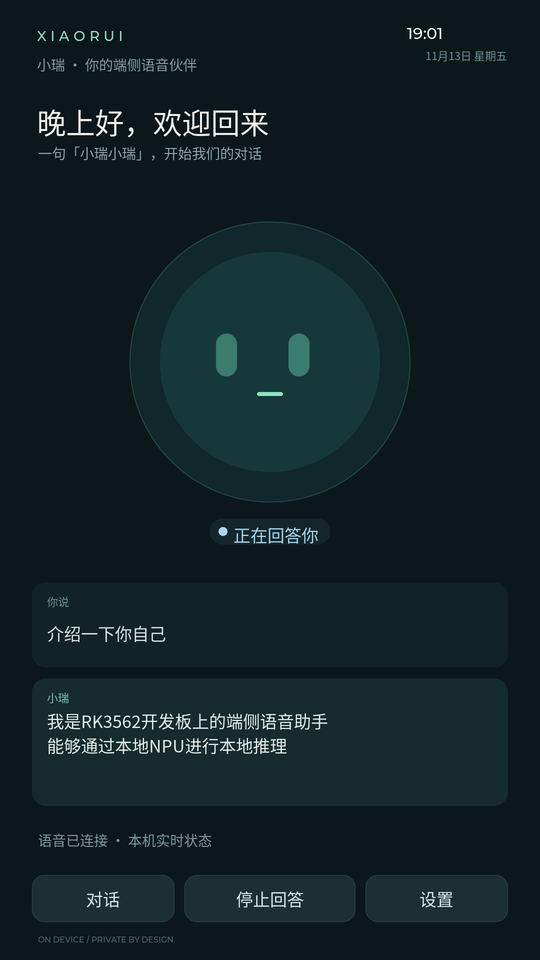 XIAORUI
19:01
11月13日 星期五
小瑞 · 你的端侧语音伙伴
晚上好，欢迎回来
一句「小瑞小瑞」，开始我们的对话
正在回答你
你说
介绍一下你自己
小瑞
我是RK3562开发板上的端侧语音助手
能够通过本地NPU进行本地推理
语音已连接 · 本机实时状态
对话
停止回答
设置
ON DEVICE / PRIVATE BY DESIGN